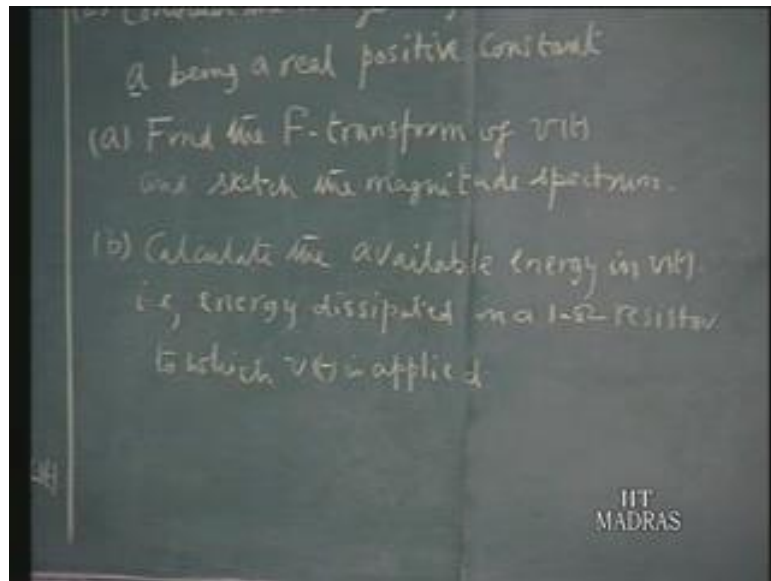 a being a real positive constant
(a) Find the F-transform of v(t)
and sketch the magnitude spectrum.
(b) Calculate the available energy in v(t).
i.e, energy dissipated in a 1-Ω resistor
to which v(t) is applied
IIT
MADRAS